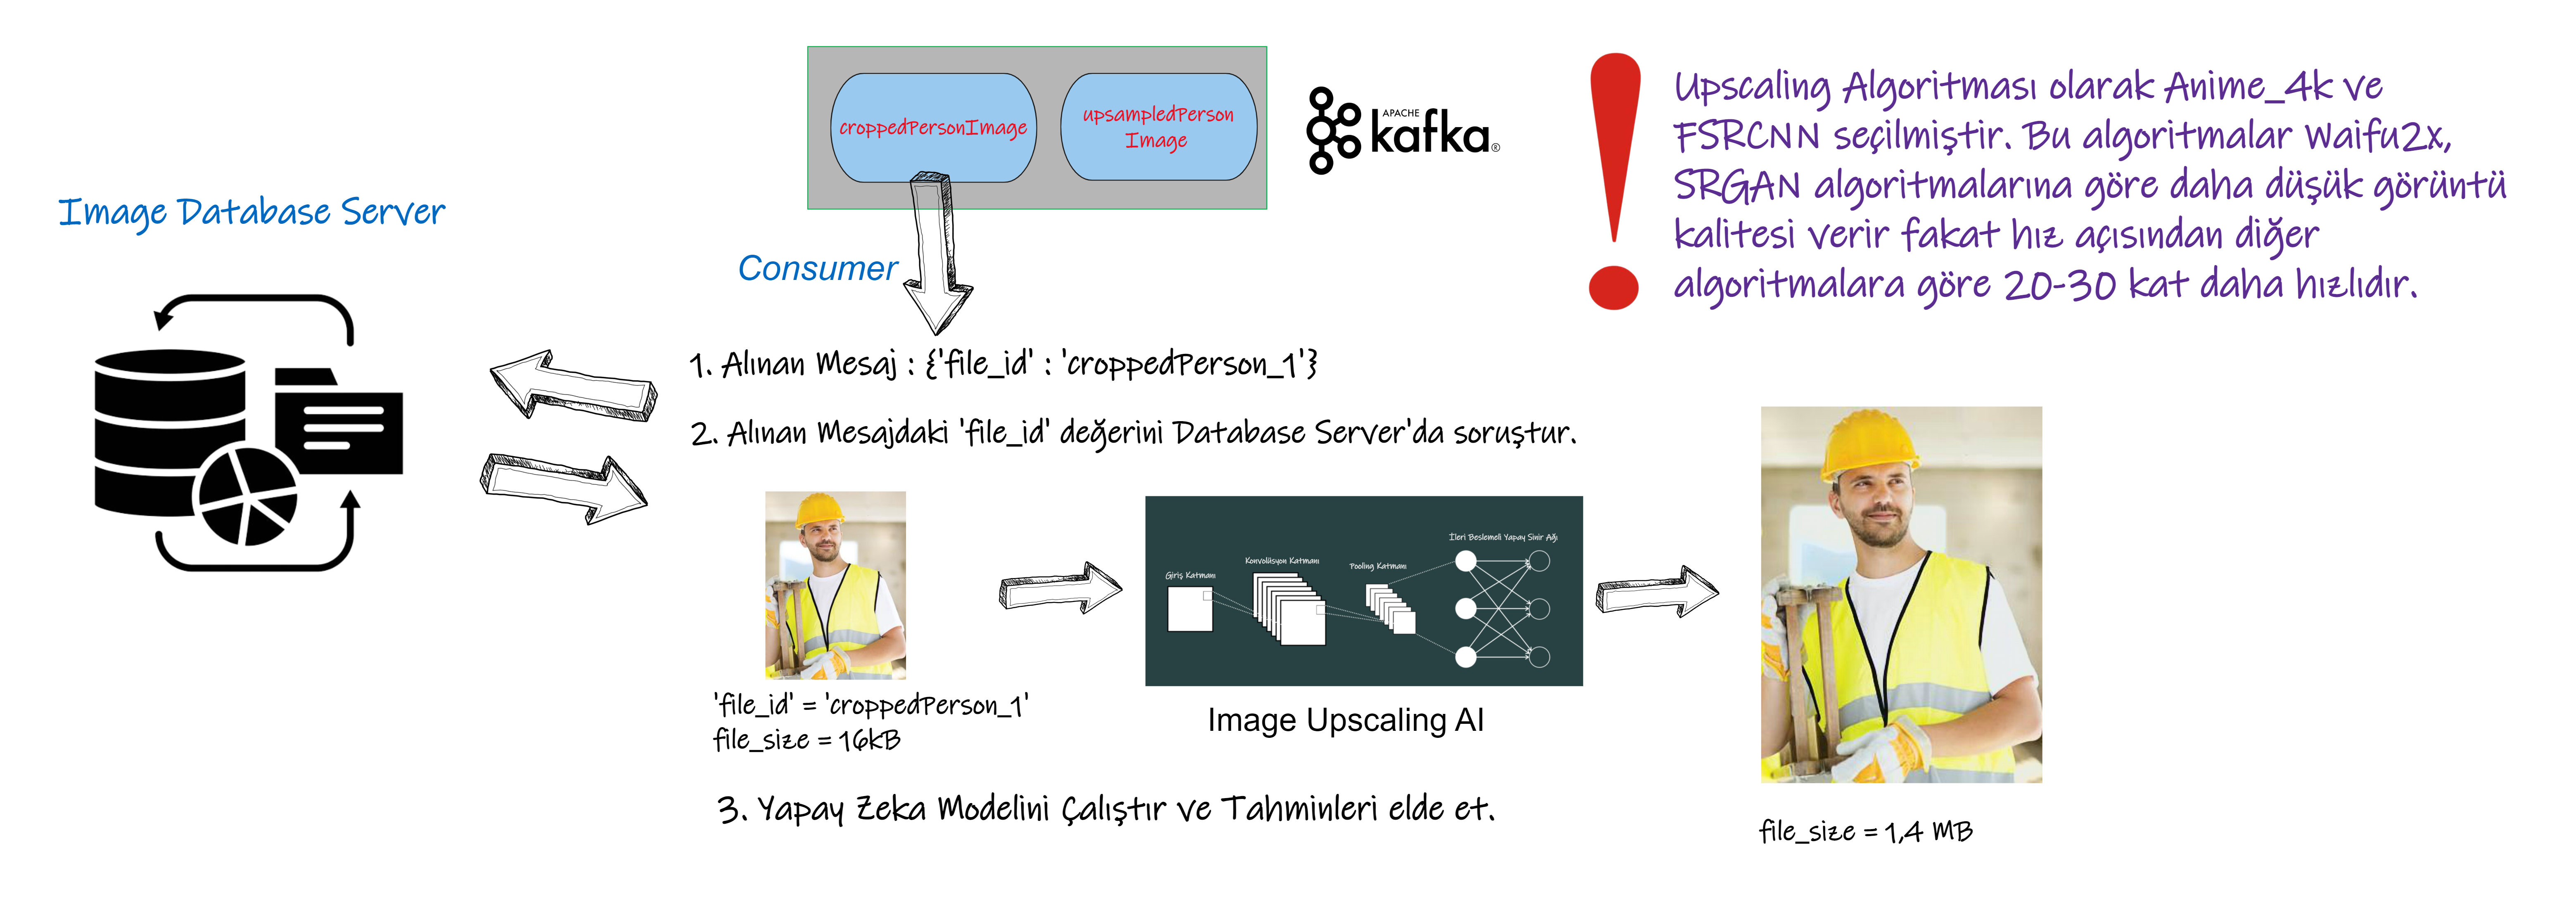 croppedPersonImage
upsampledPerson
Image
APACHE
kafka®
Upscaling Algoritması olarak Anime_4k ve
FSRCNN seçilmiştir. Bu algoritmalar Waifu2x,
SRGAN algoritmalarına göre daha düşük görüntü
kalitesi verir fakat hız açısından diğer
algoritmalara göre 20-30 kat daha hızlıdır.
Image Database Server
Consumer
1. Alınan Mesaj : {'file_id' : 'croppedPerson_1'}
2. Alınan Mesajdaki 'file_id' değerini Database Server'da soruştur.
Giriş Katmanı
Konvolüsyon Katmanı
Pooling Katmanı
İleri Beslemeli Yapay Sinir Ağı
'file_id' = 'croppedPerson_1'
file_size = 16kB
Image Upscaling AI
3. Yapay Zeka Modelini Çalıştır ve Tahminleri elde et.
file_size = 1,4 MB